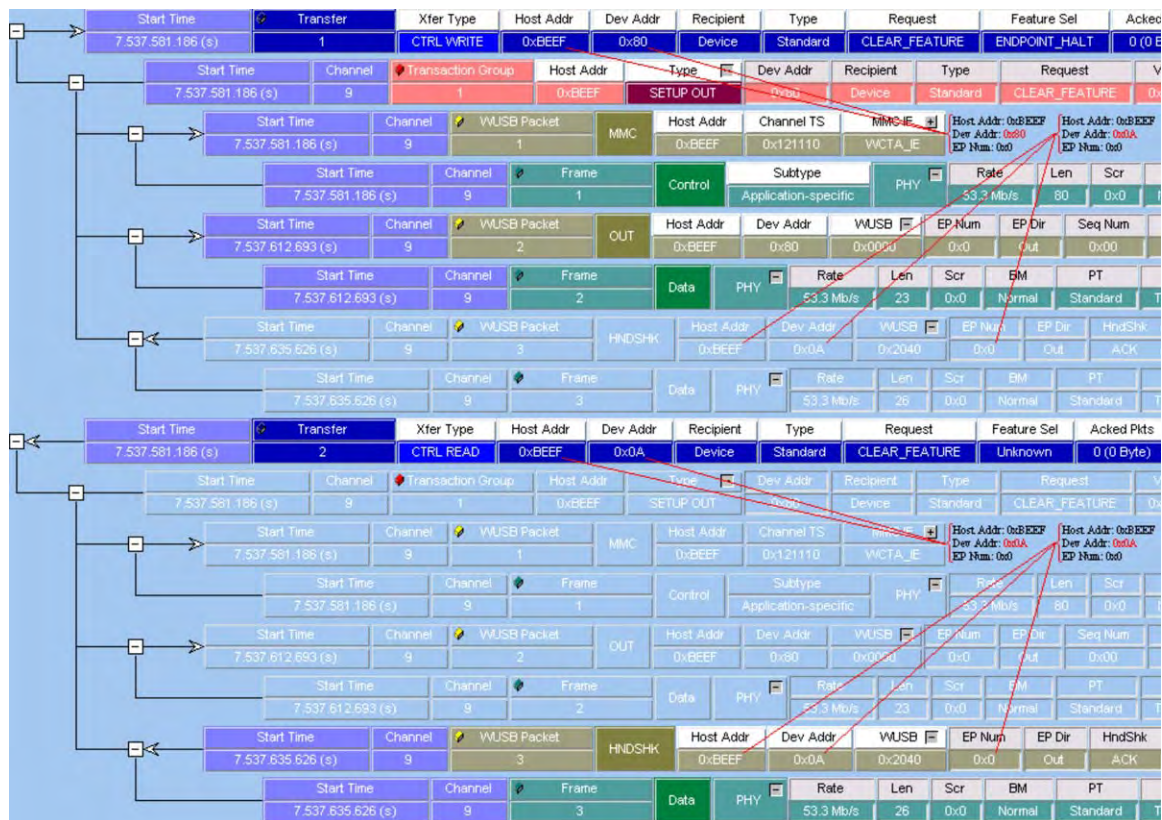 Start Time Transfer Xfer Type Host Addr Dev Addr Recipient Type Request Feature Sel Acked
7.537.581.186 (s) 1 CTRL WRITE 0xBEEF 0x80 Device Standard CLEAR_FEATURE ENDPOINT_HALT 0 (0 B
Start Time Channel Transaction Group Host Addr Type Dev Addr Recipient Type Request V
7.537.581.186 (s) 9 1 0xBEEF SETUP OUT 0x80 Device Standard CLEAR_FEATURE 0x
Start Time Channel WUSB Packet MMC Host Addr Channel TS MMC IE Host Addr: 0xBEEF Host Addr: 0xBEEF
Dev Addr: 0x80 Dev Addr: 0x0A
7.537.581.186 (s) 9 1 0xBEEF 0x121110 WCTA_IE EP Num: 0x0 EP Num: 0x0
Start Time Channel Frame Control Subtype PHY Rate Len Scr
7.537.581.186 (s) 9 1 Application-specific 53.3 Mb/s 80 0x0
Start Time Channel WUSB Packet OUT Host Addr Dev Addr WUSB EP Num EP Dir Seq Num
7.537.612.693 (s) 9 2 0xBEEF 0x80 0x0000 0x0 Out 0x00
Start Time Channel Frame Data PHY Rate Len Scr BM PT
7.537.612.693 (s) 9 2 53.3 Mb/s 23 0x0 Normal Standard T
Start Time Channel WUSB Packet HNDSHK Host Addr Dev Addr WUSB EP Num EP Dir HndShk
7.537.635.626 (s) 9 3 0xBEEF 0x0A 0x2040 0x0 Out ACK
Start Time Channel Frame Data PHY Rate Len Scr BM PT
7.537.635.626 (s) 9 3 53.3 Mb/s 26 0x0 Normal Standard T
Start Time Transfer Xfer Type Host Addr Dev Addr Recipient Type Request Feature Sel Acked Pkts
7.537.581.186 (s) 2 CTRL READ 0xBEEF 0x0A Device Standard CLEAR_FEATURE Unknown 0 (0 Byte)
Start Time Channel Transaction Group Host Addr Type Dev Addr Recipient Type Request V
7.537.581.186 (s) 9 1 0xBEEF SETUP OUT 0x80 Device Standard CLEAR_FEATURE 0x
Start Time Channel WUSB Packet MMC Host Addr Channel TS MMC IE Host Addr: 0xBEEF Host Addr: 0xBEEF
Dev Addr: 0x0A Dev Addr: 0x0A
7.537.581.186 (s) 9 1 0xBEEF 0x121110 WCTA_IE EP Num: 0x0 EP Num: 0x0
Start Time Channel Frame Control Subtype PHY Rate Len Scr
7.537.581.186 (s) 9 1 Application-specific 53.3 Mb/s 80 0x0
Start Time Channel WUSB Packet OUT Host Addr Dev Addr WUSB EP Num EP Dir Seq Num
7.537.612.693 (s) 9 2 0xBEEF 0x80 0x0000 0x0 Out 0x00
Start Time Channel Frame Data PHY Rate Len Scr BM PT
7.537.612.693 (s) 9 2 53.3 Mb/s 23 0x0 Normal Standard T
Start Time Channel WUSB Packet HNDSHK Host Addr Dev Addr WUSB EP Num EP Dir HndShk
7.537.635.626 (s) 9 3 0xBEEF 0x0A 0x2040 0x0 Out ACK
Start Time Channel Frame Data PHY Rate Len Scr BM PT
7.537.635.626 (s) 9 3 53.3 Mb/s 26 0x0 Normal Standard T